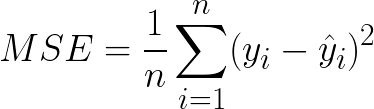 MSE = \frac{1}{n} \sum_{i=1}^{n} (y_i - \hat{y}_i)^2